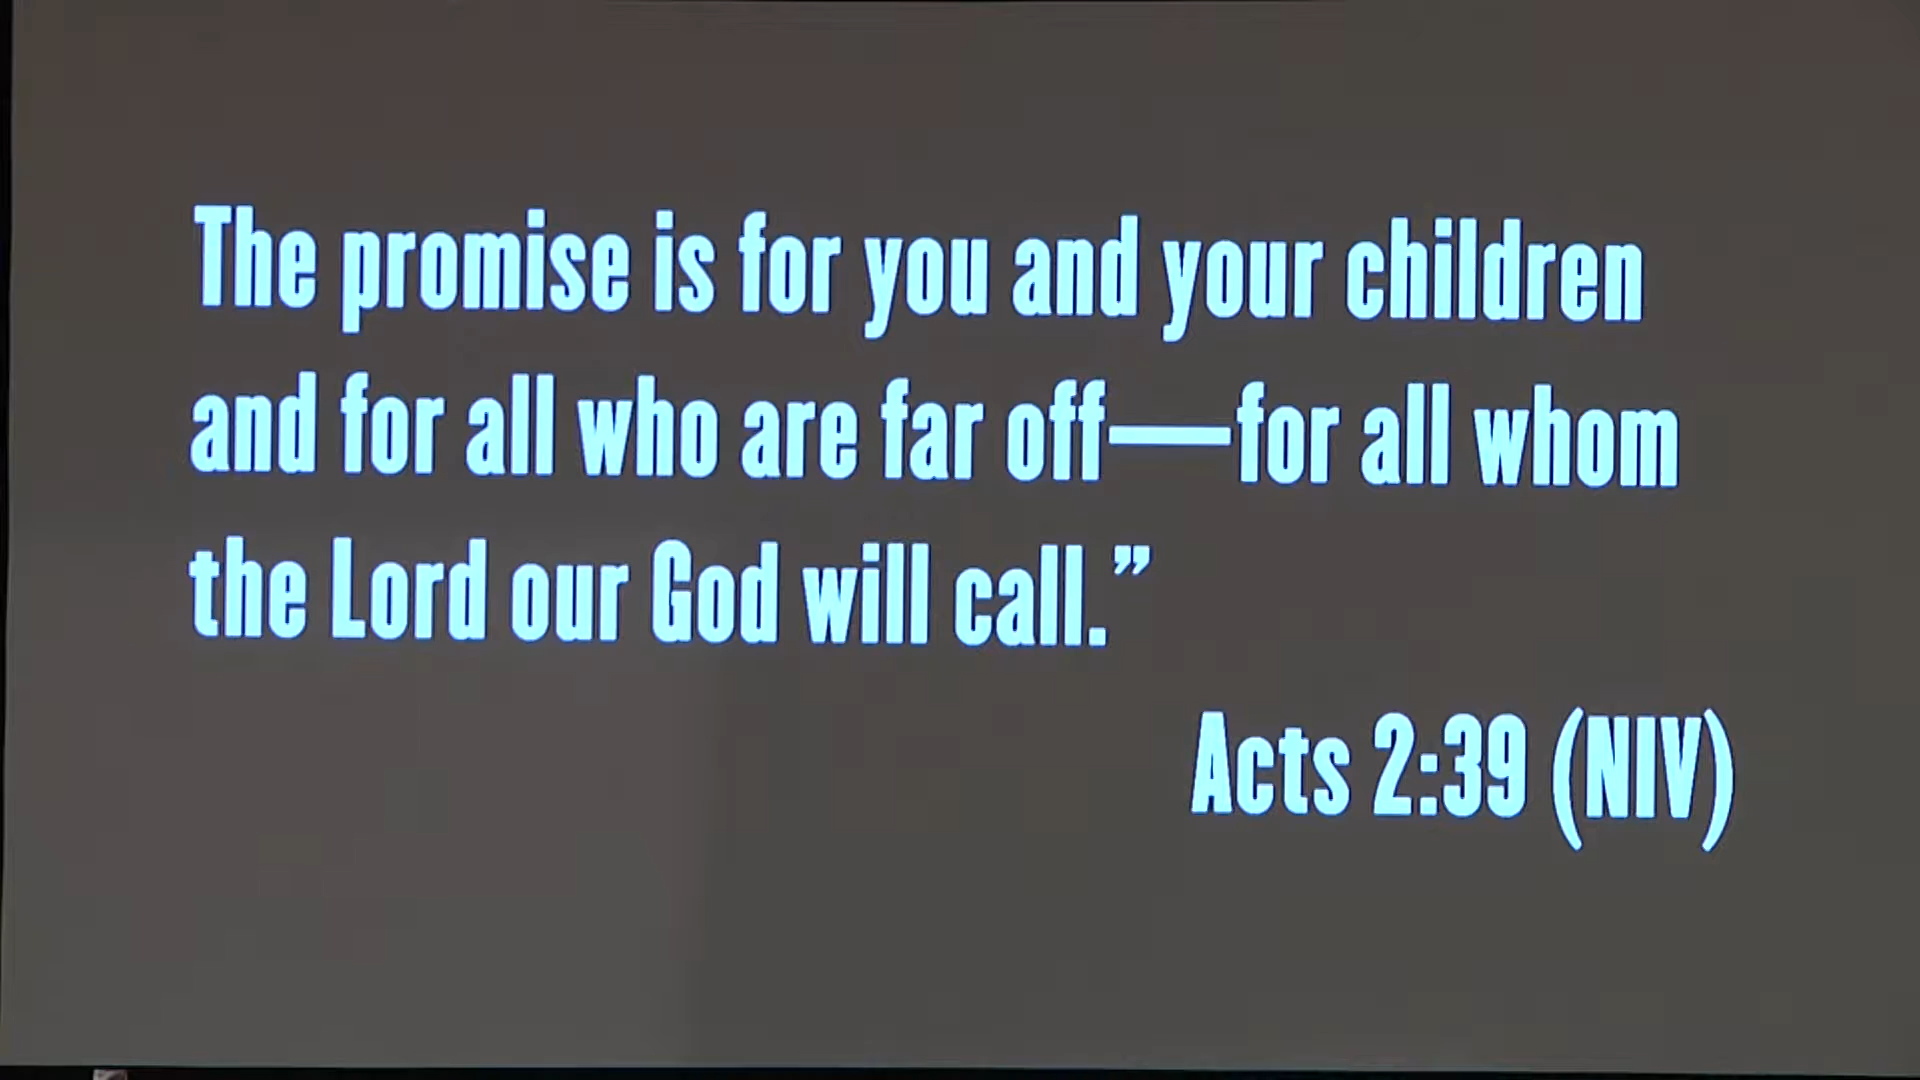 The promise is for you and your children
and for all who are far off—for all whom
the Lord our God will call.”
Acts 2:39 (NIV)